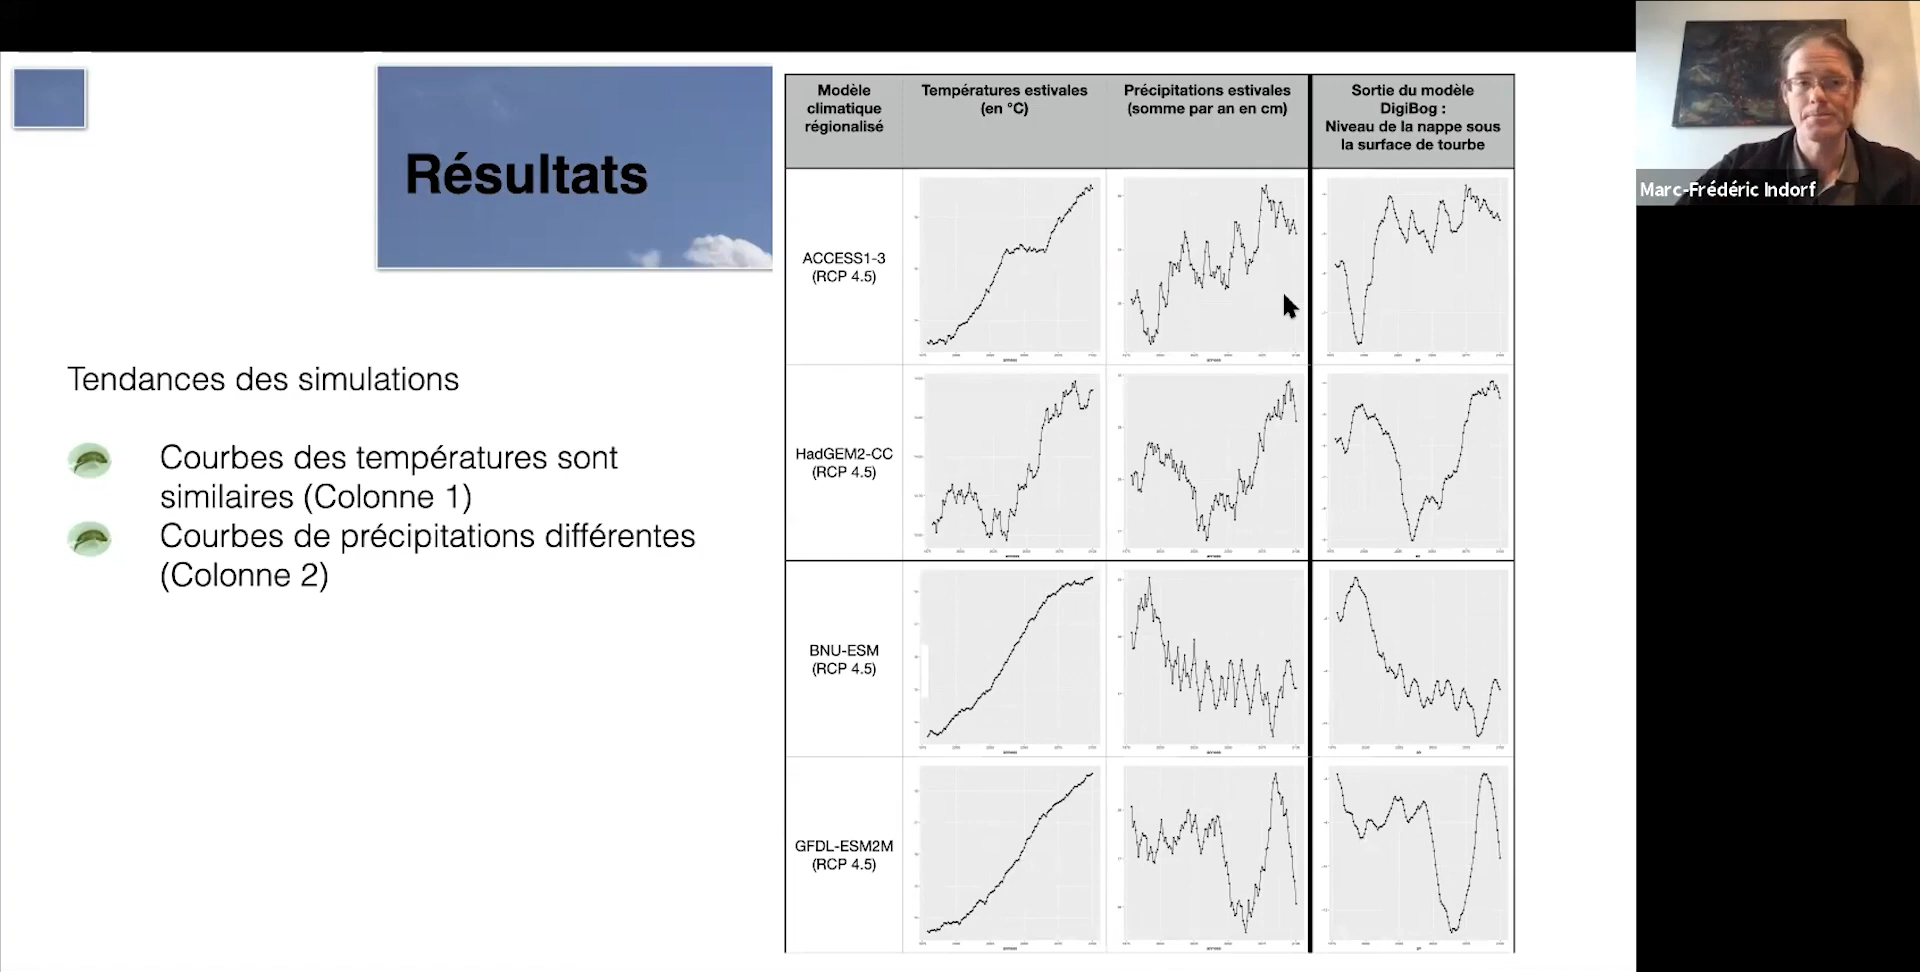 Résultats
Tendances des simulations
Courbes des températures sont
similaires (Colonne 1)
Courbes de précipitations différentes
(Colonne 2)
Modèle
climatique
régionalisé
Températures estivales
(en °C)
Précipitations estivales
(somme par an en cm)
Sortie du modèle
DigiBog :
Niveau de la nappe sous
la surface de tourbe
ACCESS1-3
(RCP 4.5)
HadGEM2-CC
(RCP 4.5)
BNU-ESM
(RCP 4.5)
GFDL-ESM2M
(RCP 4.5)
Marc-Frédéric Indorf